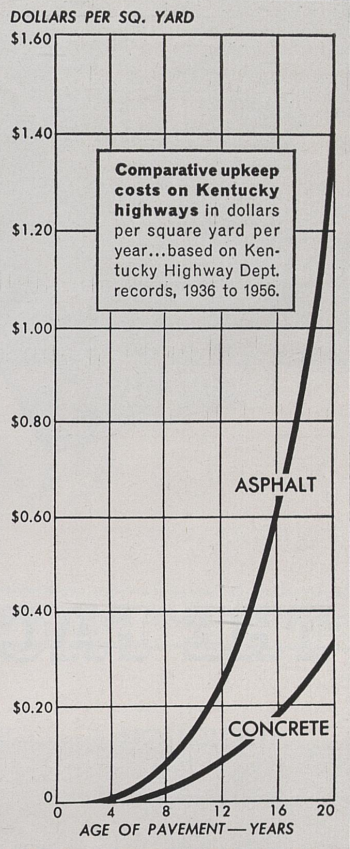 DOLLARS PER SQ. YARD
$1.60
$1.40
Comparative upkeep
costs on Kentucky
highways in dollars
per square yard per
year...based on Ken-
tucky Highway Dept.
records, 1936 to 1956.
$1.20
$1.00
$0.80
ASPHALT
$0.60
$0.40
$0.20
CONCRETE
0
0 4 8 12 16 20
AGE OF PAVEMENT—YEARS